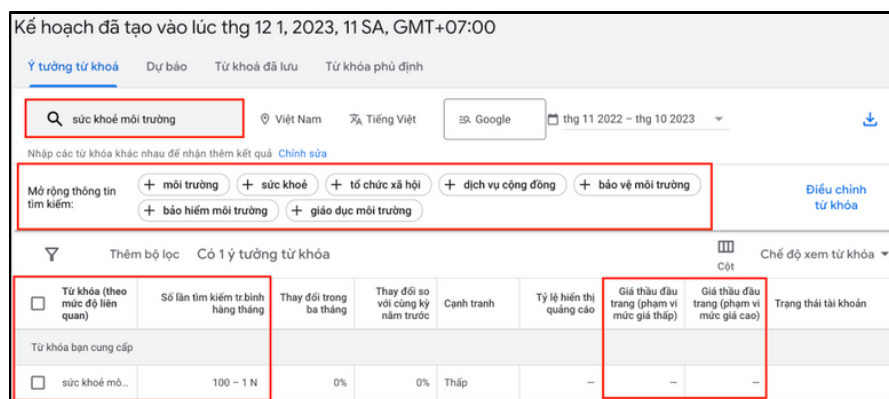 Kế hoạch đã tạo vào lúc thg 12 1, 2023, 11 SA, GMT+07:00
Ý tưởng từ khoá Dự báo Từ khoá đã lưu Từ khóa phủ định
sức khoẻ môi trường Việt Nam Tiếng Việt Google thg 11 2022 – thg 10 2023
Nhập các từ khóa khác nhau để nhận thêm kết quả Chỉnh sửa
Mở rộng thông tin tìm kiếm:
+ môi trường + sức khoẻ + tổ chức xã hội + dịch vụ cộng đồng + bảo vệ môi trường
+ bảo hiểm môi trường + giáo dục môi trường
Điều chỉnh
từ khóa
Thêm bộ lọc Có 1 ý tưởng từ khóa
Cột
Chế độ xem từ khóa
Từ khóa (theo
mức độ liên
quan)
Số lần tìm kiếm tr.bình
hàng tháng
Thay đổi trong
ba tháng
Thay đổi so
với cùng kỳ
năm trước
Cạnh tranh
Tỷ lệ hiển thị
quảng cáo
Giá thầu đầu
trang (phạm vi
mức giá thấp)
Giá thầu đầu
trang (phạm vi
mức giá cao)
Trạng thái tài khoản
Từ khóa bạn cung cấp
sức khoẻ mô... 100 – 1 N 0% 0% Thấp – – –